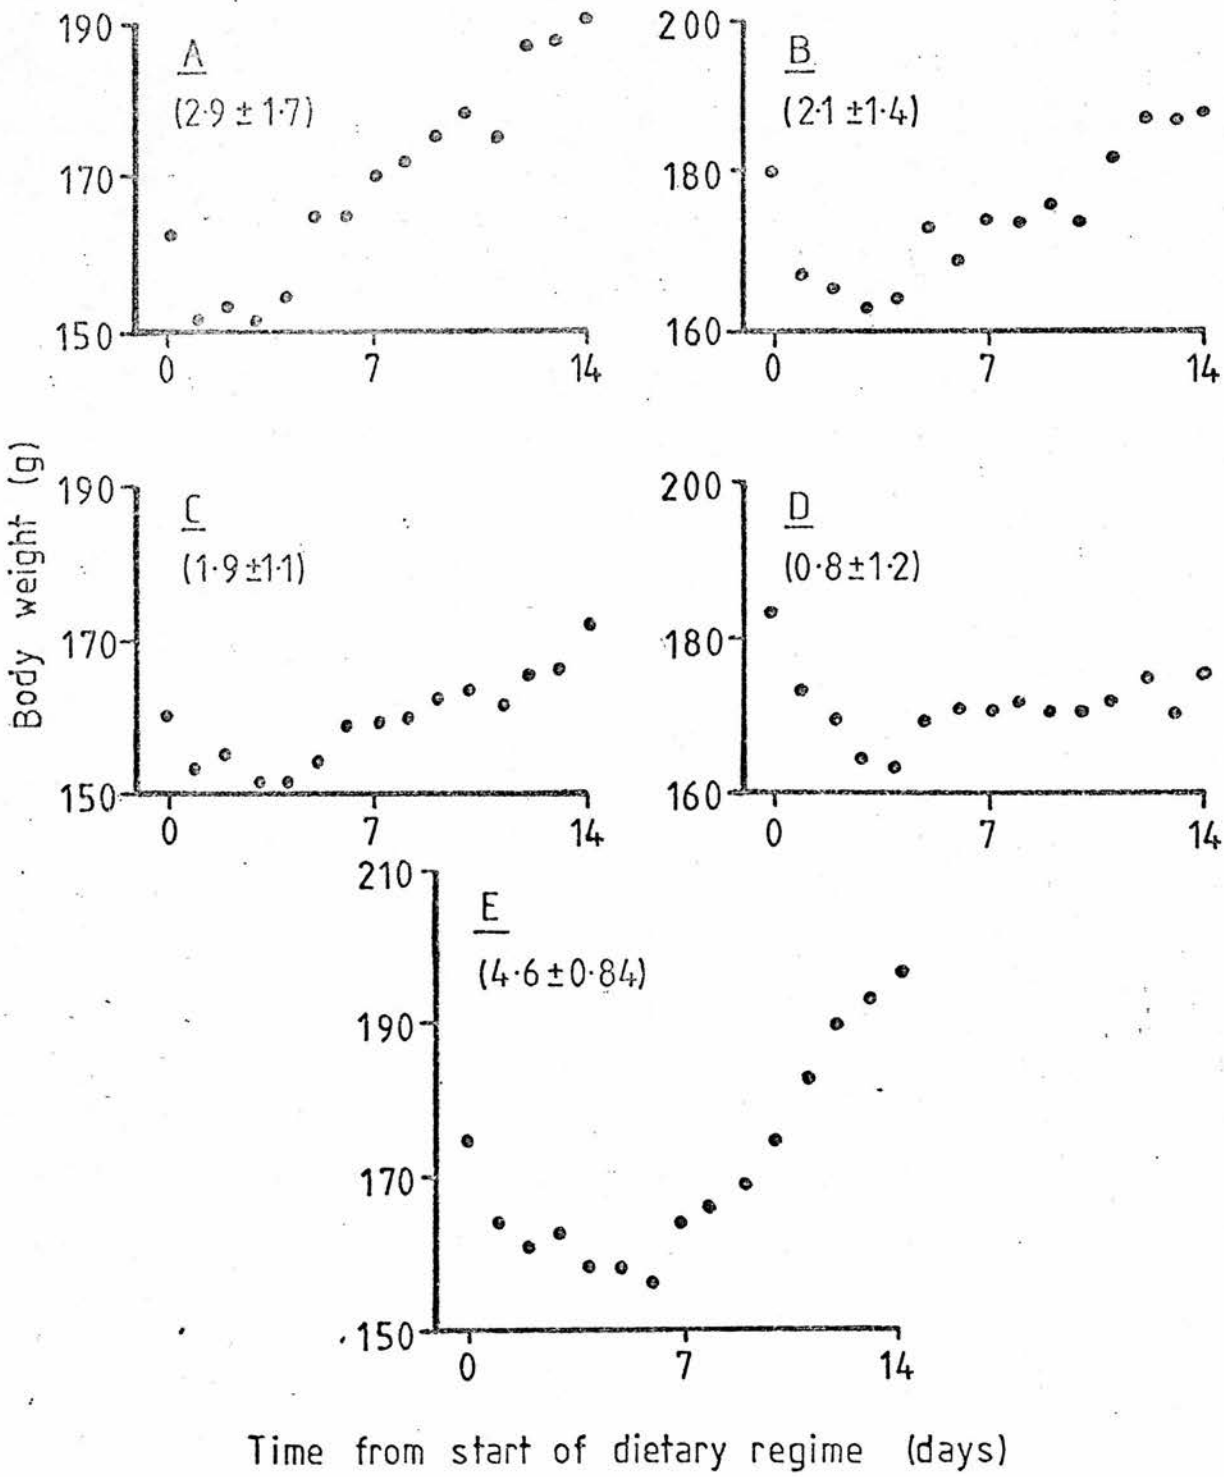 190
170
150
A
(2·9 ± 1·7)
0 7 14
200
180
160
B
(2·1 ±1·4)
0 7 14
Body weight (g)
190
170
150
C
(1·9±1·1)
0 7 14
200
180
160
D
(0·8±1·2)
0 7 14
210
190
170
150
E
(4·6±0·84)
0 7 14
Time from start of dietary regime (days)